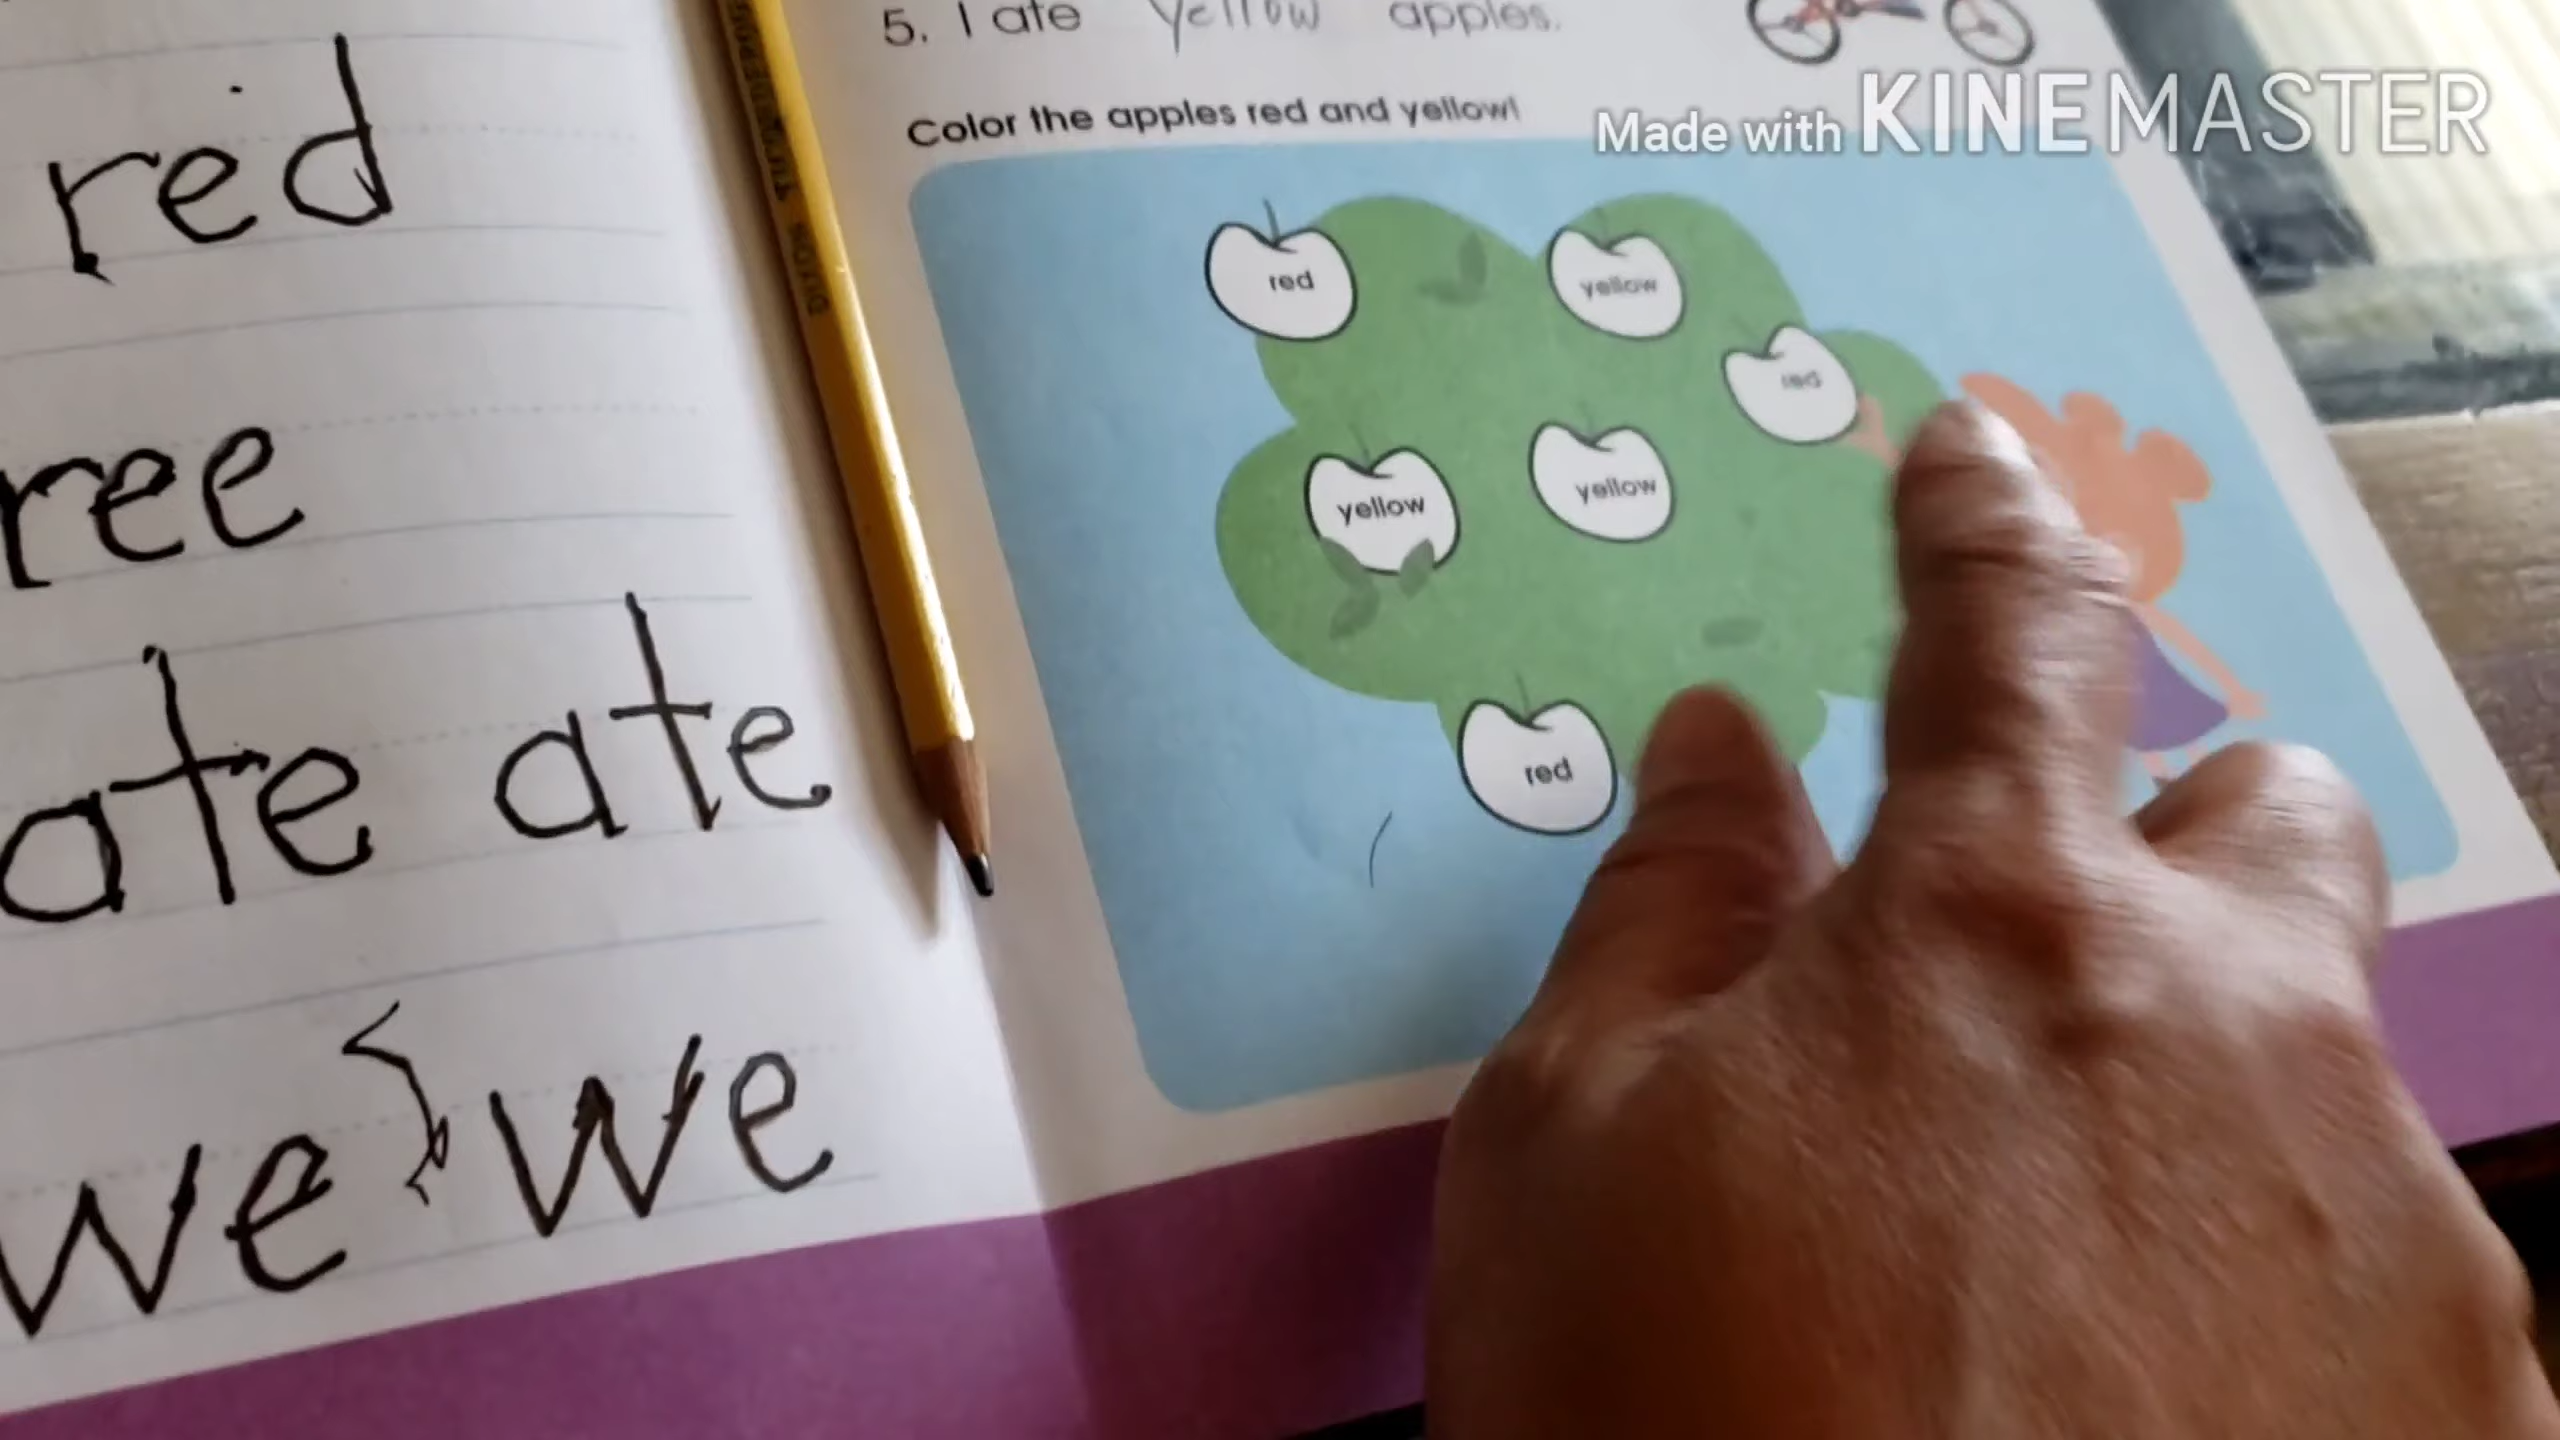 red
ree
ate ate
we we
5. I ate yellow apples.
Color the apples red and yellow!
Made with KINEMASTER
red
yellow
red
yellow
yellow
red